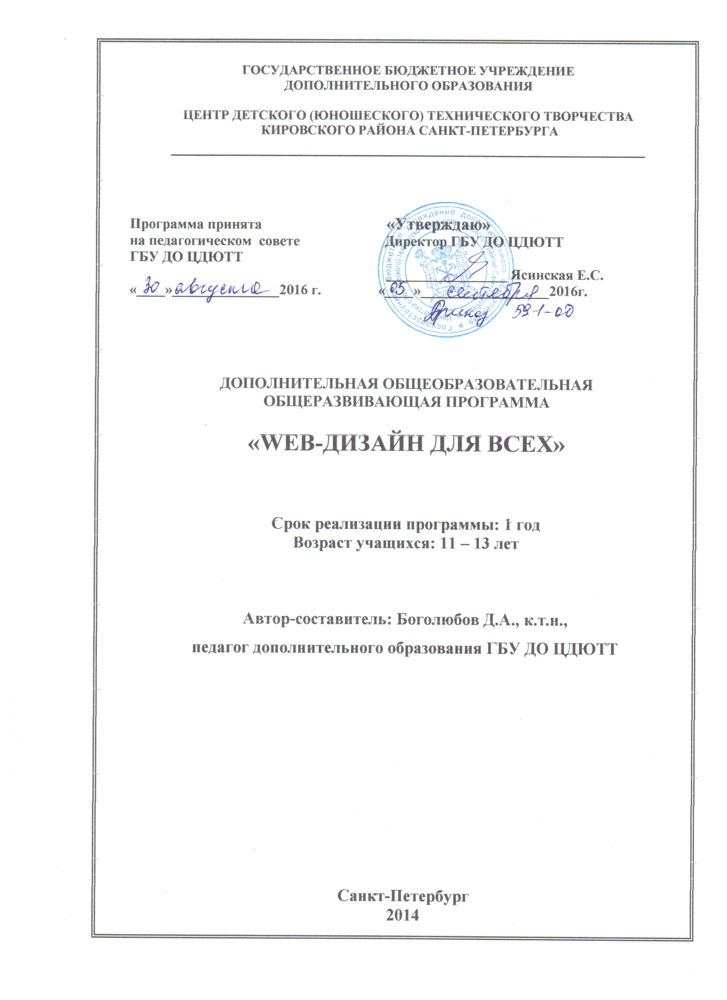 ГОСУДАРСТВЕННОЕ БЮДЖЕТНОЕ УЧРЕЖДЕНИЕ
ДОПОЛНИТЕЛЬНОГО ОБРАЗОВАНИЯ
ЦЕНТР ДЕТСКОГО (ЮНОШЕСКОГО) ТЕХНИЧЕСКОГО ТВОРЧЕСТВА
КИРОВСКОГО РАЙОНА САНКТ-ПЕТЕРБУРГА
Программа принята
на педагогическом совете
ГБУ ДО ЦДЮТТ
«30» августа 2016 г.
«Утверждаю»
Директор ГБУ ДО ЦДЮТТ
Ясинская Е.С.
«05» сентября 2016г.
Приказ 59-1-ОД
ДОПОЛНИТЕЛЬНАЯ ОБЩЕОБРАЗОВАТЕЛЬНАЯ
ОБЩЕРАЗВИВАЮЩАЯ ПРОГРАММА
«WEB-ДИЗАЙН ДЛЯ ВСЕХ»
Срок реализации программы: 1 год
Возраст учащихся: 11 – 13 лет
Автор-составитель: Боголюбов Д.А., к.т.н.,
педагог дополнительного образования ГБУ ДО ЦДЮТТ
Санкт-Петербург
2014